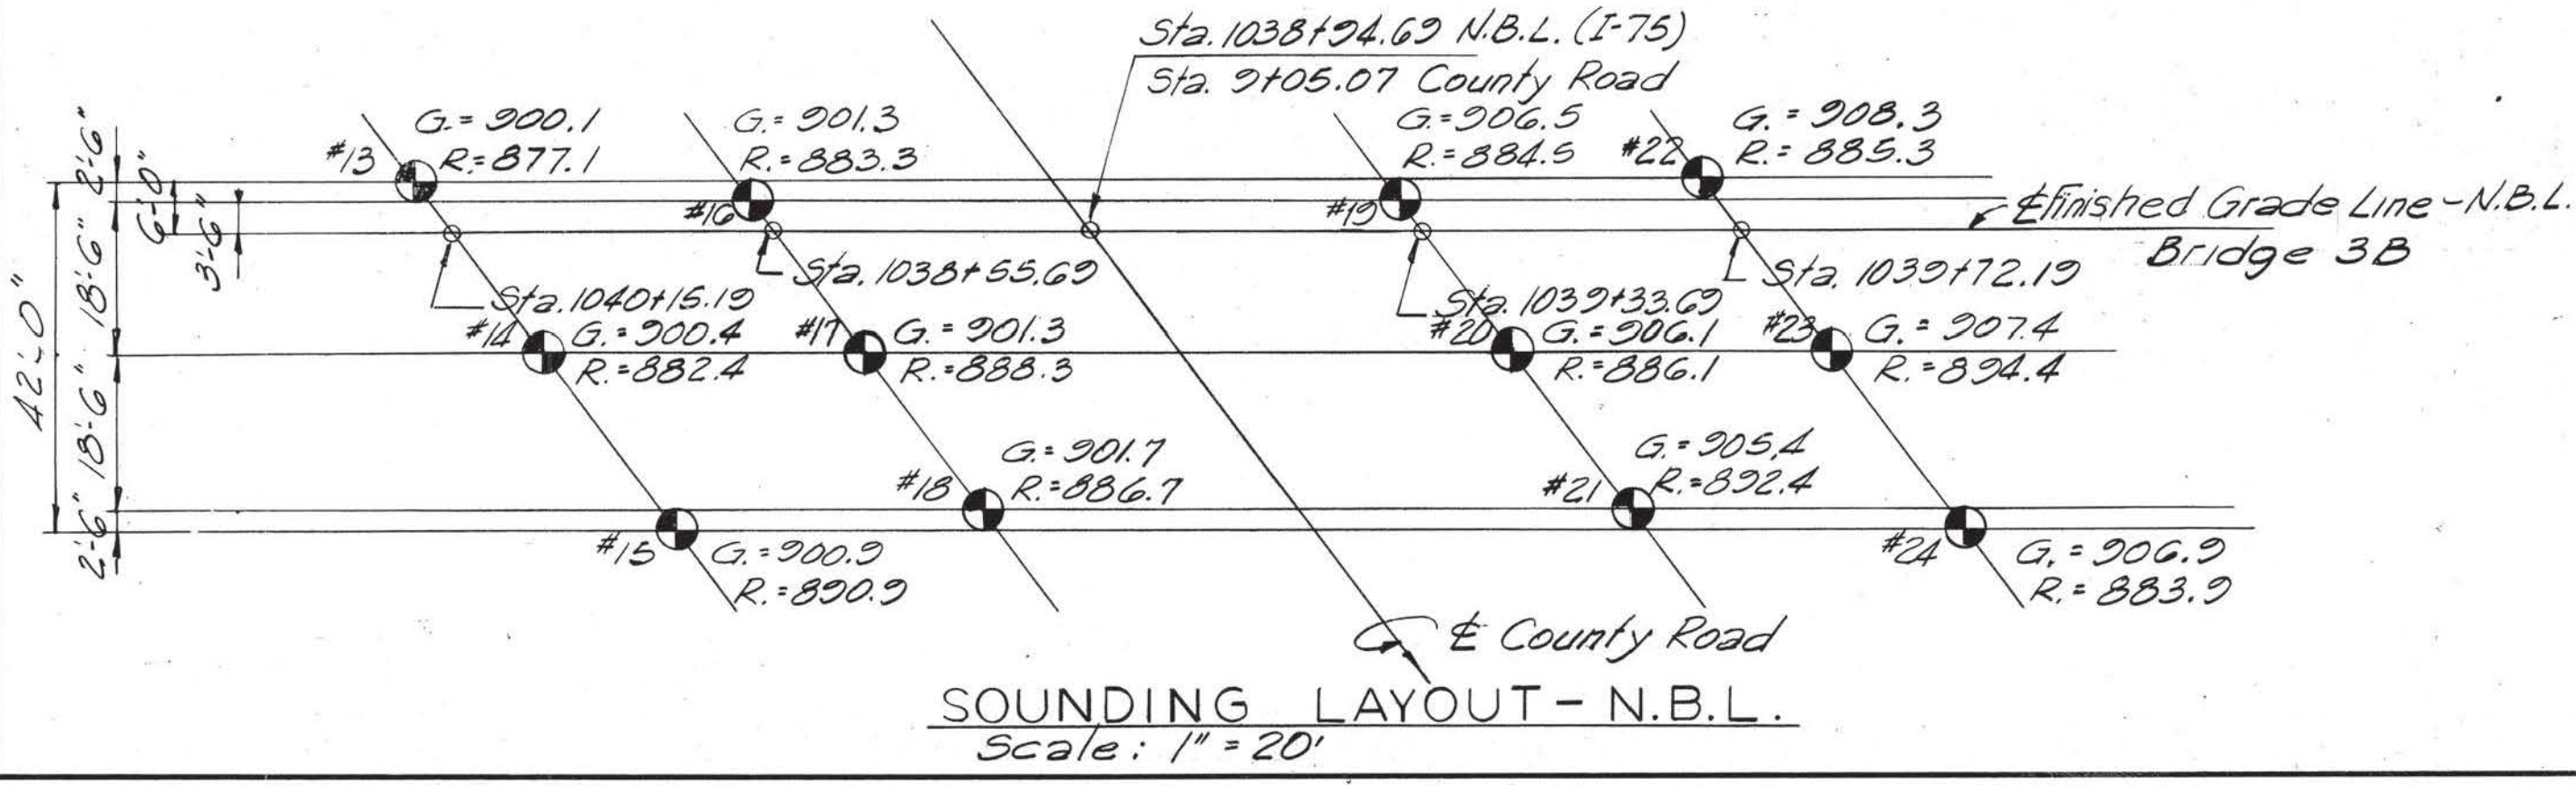 Sta. 1038+94.69 N.B.L. (I-75)
Sta. 9+05.07 County Road
G. = 900.1
#13 R. = 877.1
G. = 901.3
R. = 883.3
#16
G. = 906.5
R. = 884.5
#19
G. = 908.3
#22 R. = 885.3
2'-6"
6'-0"
3'-6"
18'-6"
42'-0"
18'-6"
2'-6"
℄ Finished Grade Line - N.B.L.
Bridge 3B
Sta. 1040+15.19
Sta. 1038+55.69
Sta. 1039+33.69
Sta. 1039+72.19
#14 G. = 900.4
R. = 882.4
#17 G. = 901.3
R. = 888.3
#20 G. = 906.1
R. = 886.1
#23 G. = 907.4
R. = 894.4
#15 G. = 900.9
R. = 890.9
G. = 901.7
#18 R. = 886.7
G. = 905.4
#21 R. = 892.4
#24 G. = 906.9
R. = 883.9
℄ County Road
SOUNDING LAYOUT - N.B.L.
Scale: 1" = 20'